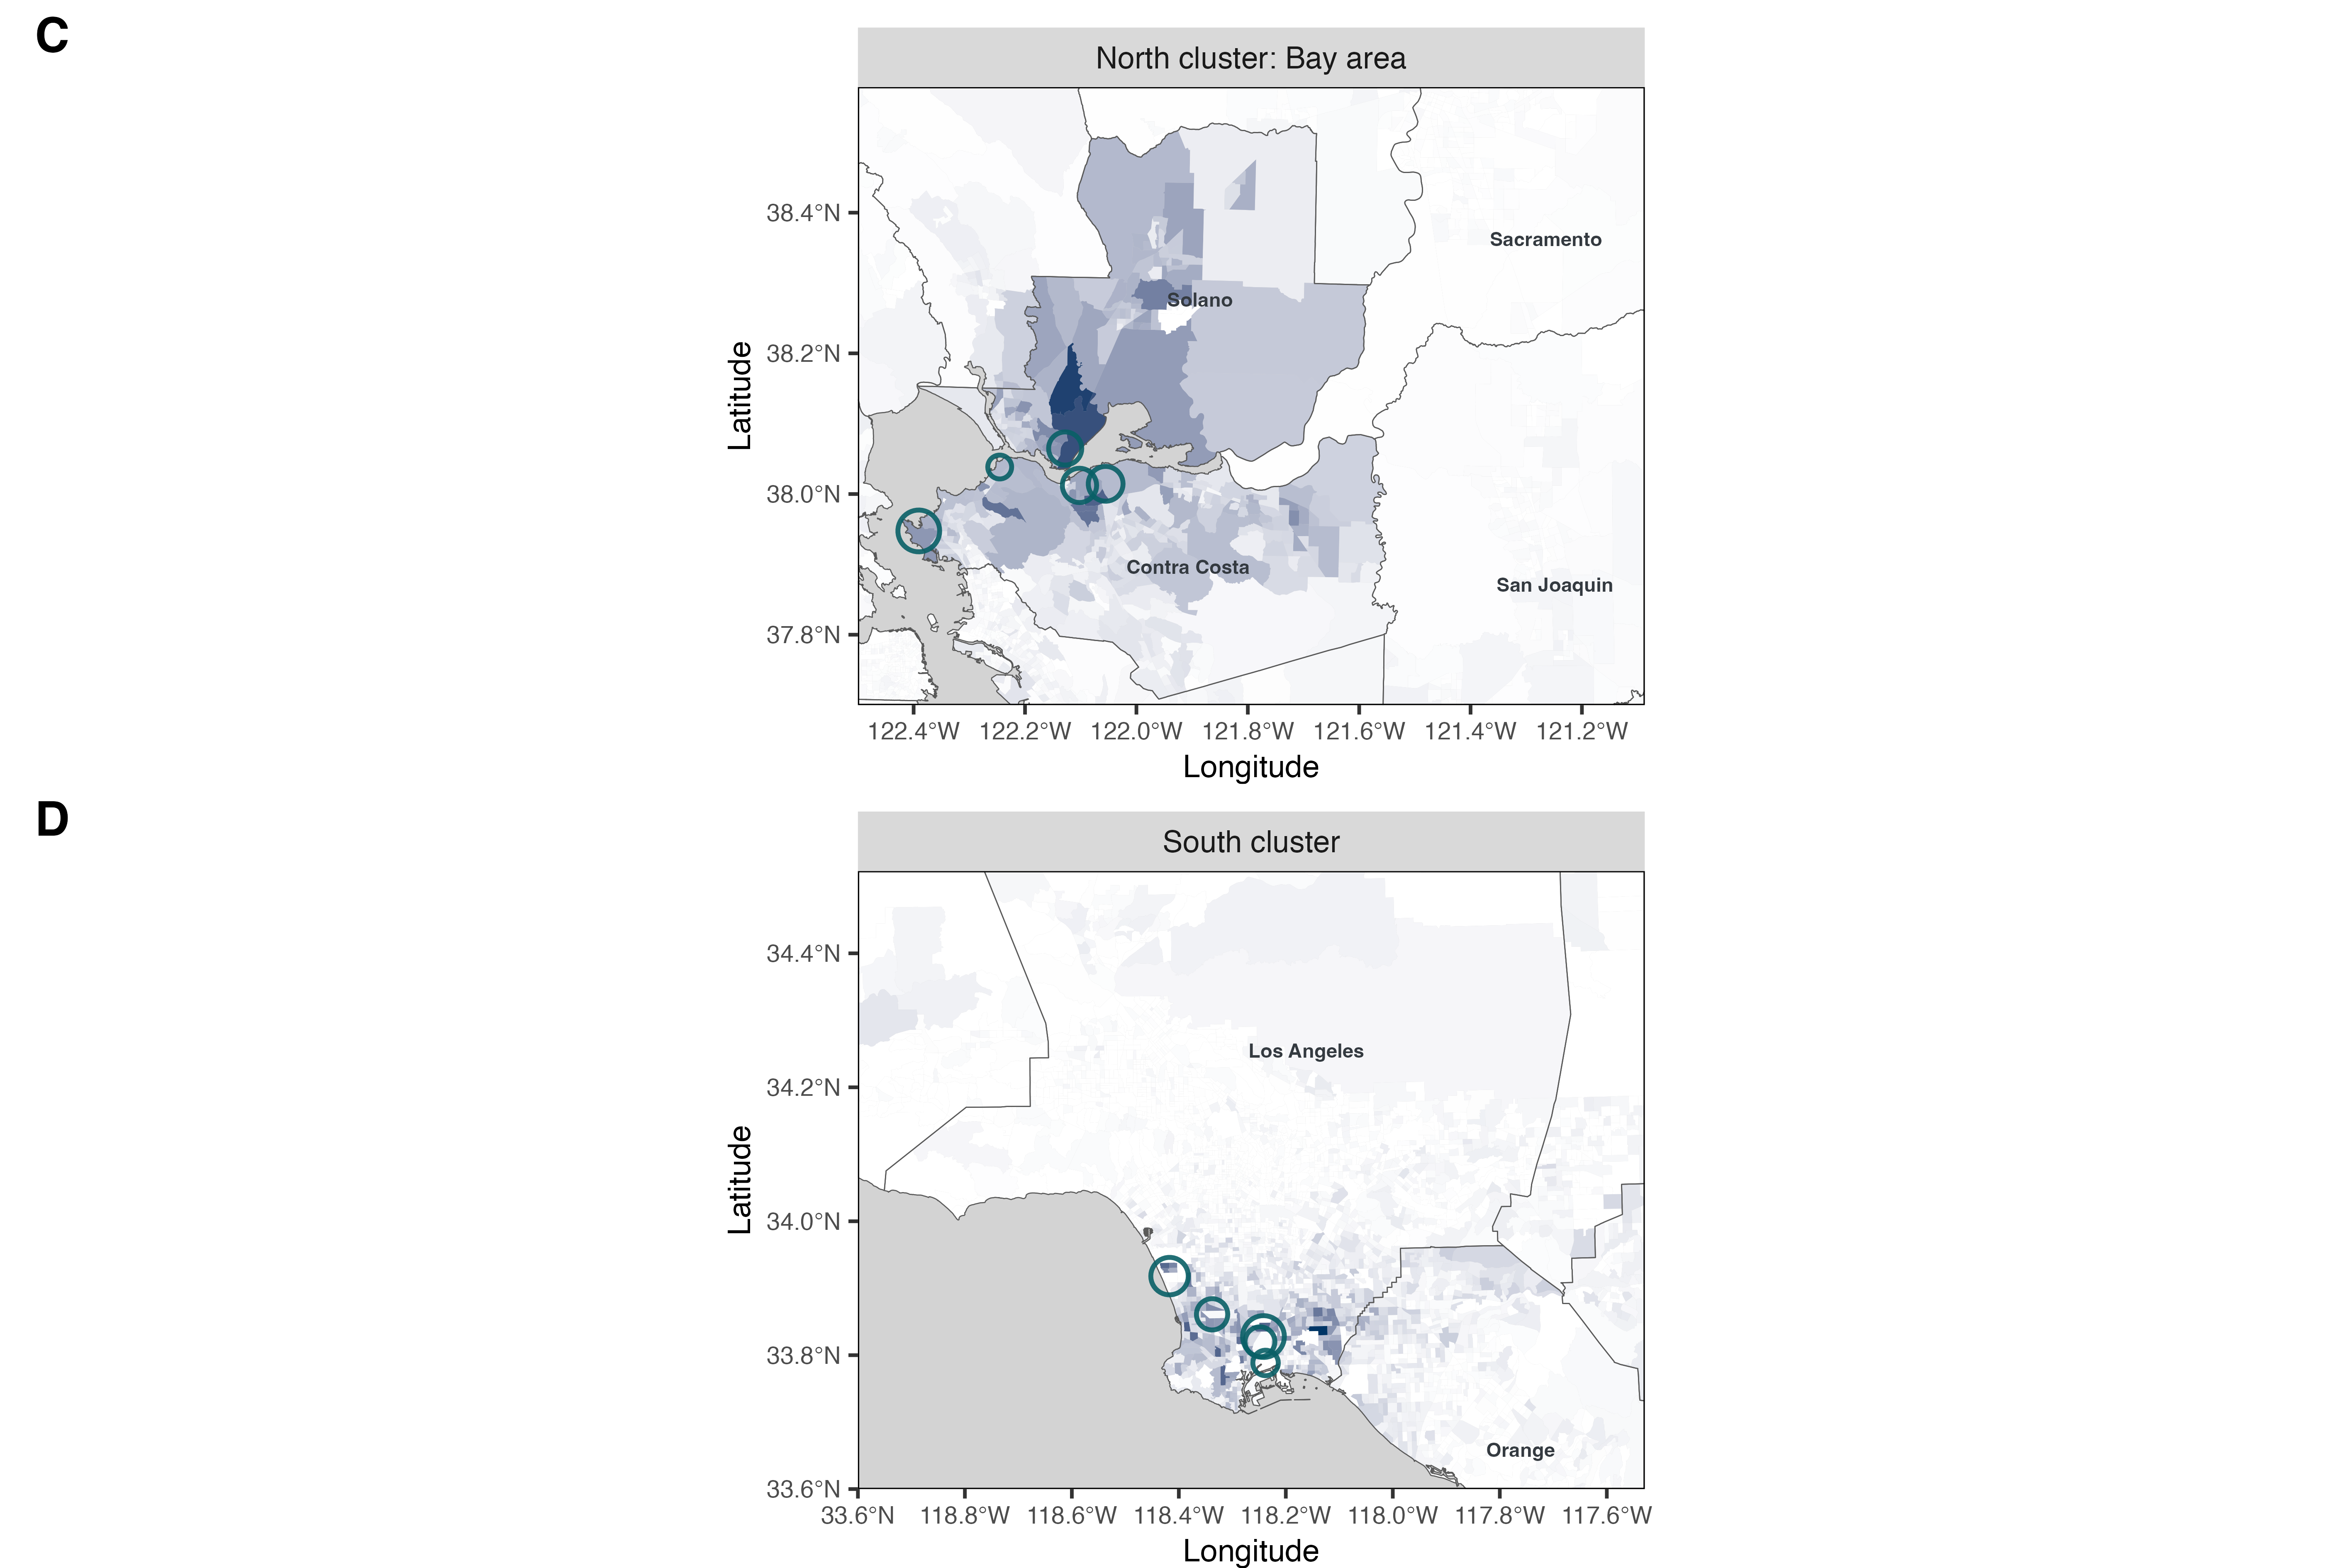 C
North cluster: Bay area
38.4°N
Sacramento
Solano
38.2°N
Latitude
38.0°N
Contra Costa
San Joaquin
37.8°N
122.4°W 122.2°W 122.0°W 121.8°W 121.6°W 121.4°W 121.2°W
Longitude
D
South cluster
34.4°N
Los Angeles
34.2°N
Latitude
34.0°N
33.8°N
Orange
33.6°N
33.6°N 118.8°W 118.6°W 118.4°W 118.2°W 118.0°W 117.8°W 117.6°W
Longitude